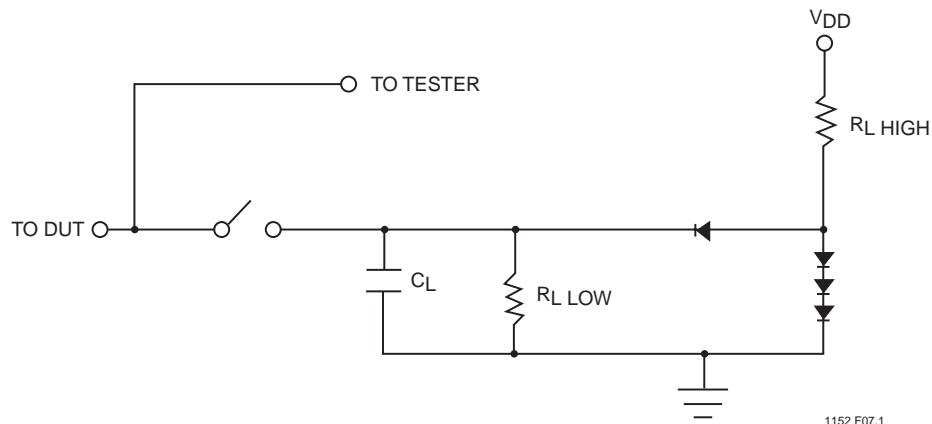 VDD
TO TESTER
RL HIGH
TO DUT
CL
RL LOW
1152 F07.1